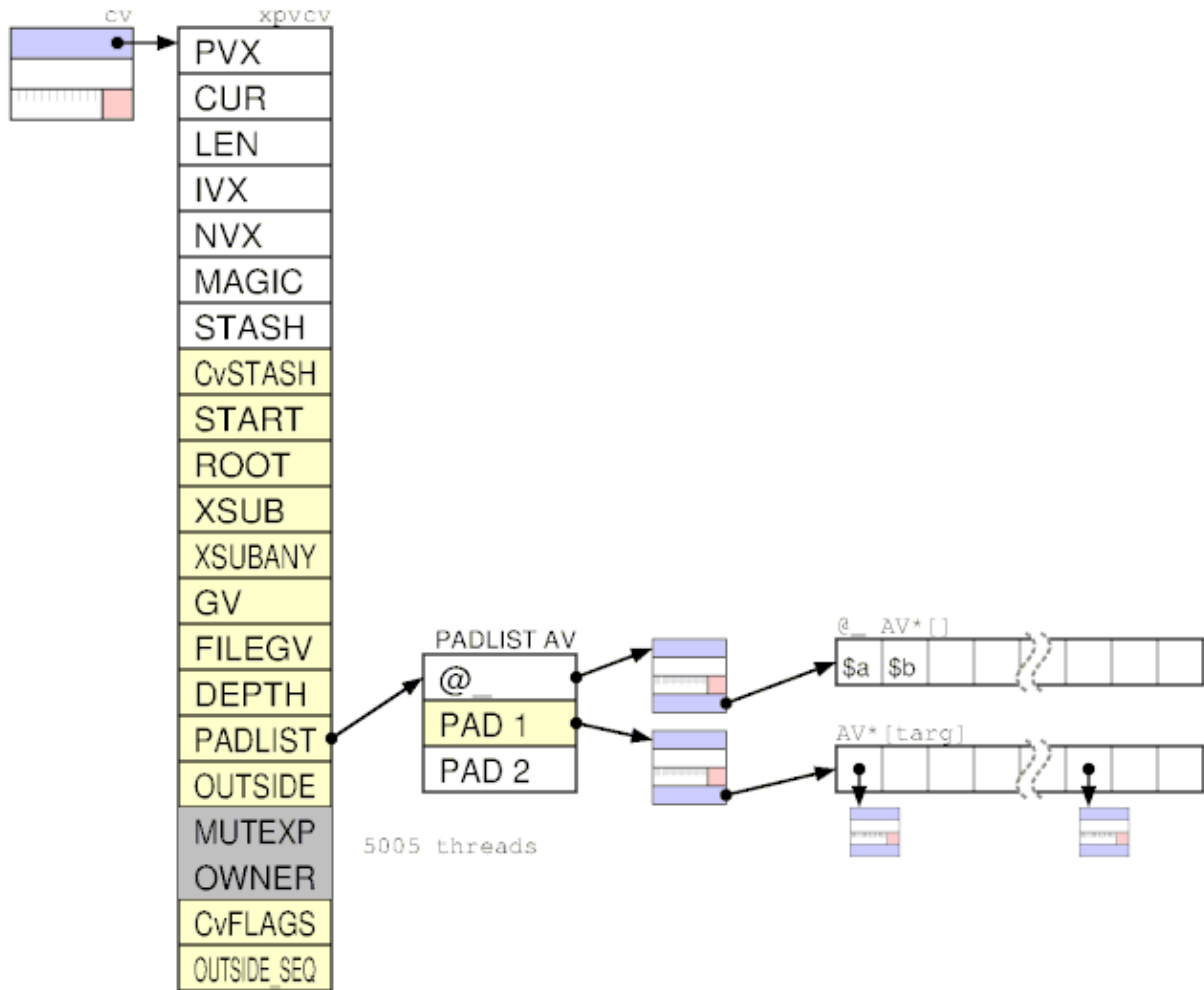 cv
xpvcv
PVX
CUR
LEN
IVX
NVX
MAGIC
STASH
CvSTASH
START
ROOT
XSUB
XSUBANY
GV
FILEGV
DEPTH
PADLIST
OUTSIDE
MUTEXP
OWNER
CvFLAGS
OUTSIDE_SEQ
5005 threads
PADLIST AV
@_
PAD 1
PAD 2
@_ AV*[]
$a $b
AV*[targ]